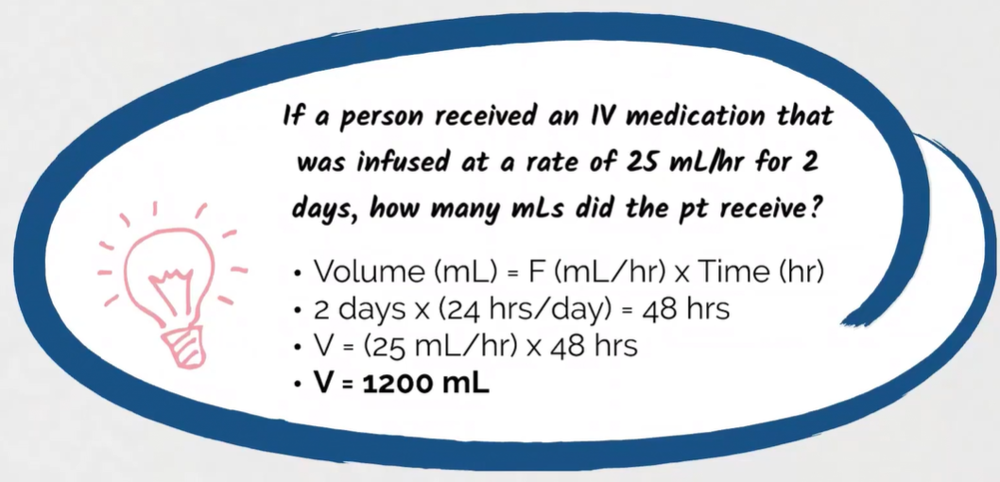 If a person received an IV medication that
was infused at a rate of 25 mL/hr for 2
days, how many mLs did the pt receive?
• Volume (mL) = F (mL/hr) x Time (hr)
• 2 days x (24 hrs/day) = 48 hrs
• V = (25 mL/hr) x 48 hrs
• V = 1200 mL